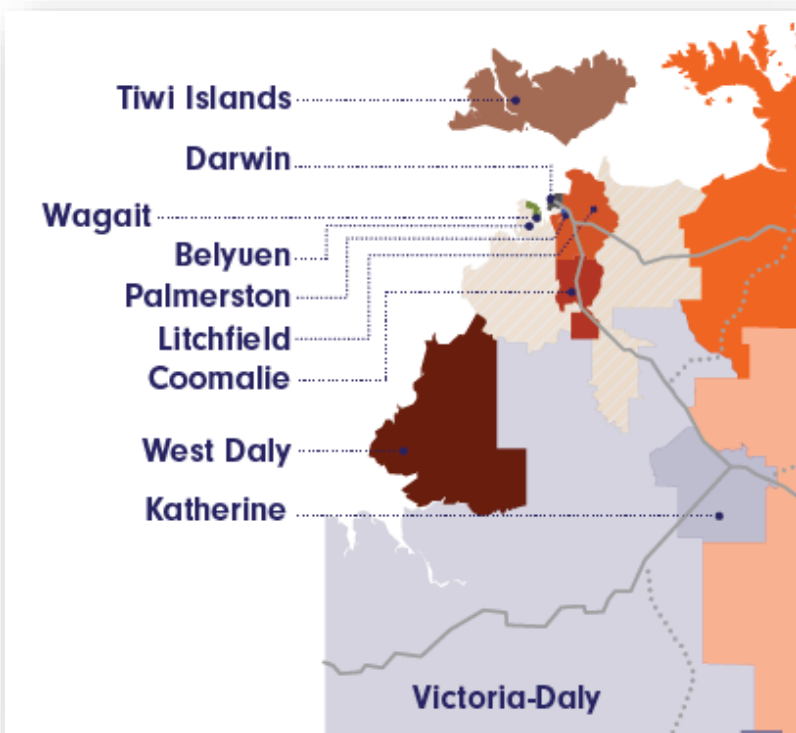 Tiwi Islands
Darwin
Wagait
Belyuen
Palmerston
Litchfield
Coomalie
West Daly
Katherine
Victoria-Daly